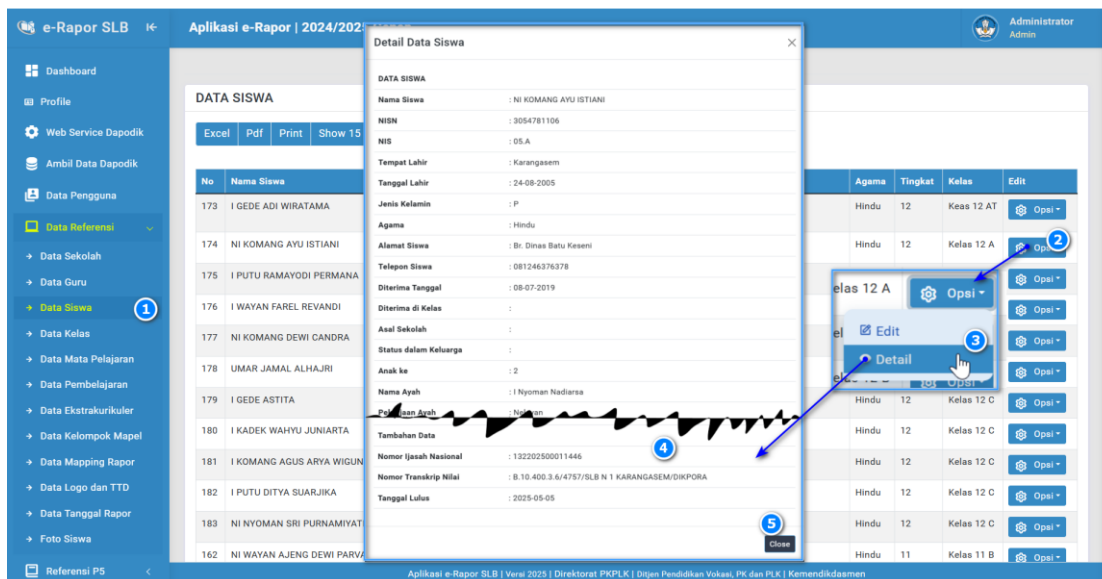 e-Rapor SLB
Aplikasi e-Rapor | 2024/202
Administrator
Admin
Dashboard
Profile
Web Service Dapodik
Ambil Data Dapodik
Data Pengguna
Data Referensi
Data Sekolah
Data Guru
Data Siswa
1
Data Kelas
Data Mata Pelajaran
Data Pembelajaran
Data Ekstrakurikuler
Data Kelompok Mapel
Data Mapping Rapor
Data Logo dan TTD
Data Tanggal Rapor
Foto Siswa
Referensi P5
DATA SISWA
Excel Pdf Print Show 15
No Nama Siswa Agama Tingkat Kelas Edit
173 I GEDE ADI WIRATAMA Hindu 12 Keas 12 AT Opsi
174 NI KOMANG AYU ISTIANI Hindu 12 Kelas 12 A 2
175 I PUTU RAMAYODI PERMANA Opsi
176 I WAYAN FAREL REVANDI Opsi
177 NI KOMANG DEWI CANDRA Opsi
178 UMAR JAMAL ALHAJRI Opsi
179 I GEDE ASTITA Hindu 12 Kelas 12 C Opsi
180 I KADEK WAHYU JUNIARTA Hindu 12 Kelas 12 C Opsi
181 I KOMANG AGUS ARYA WIGUN Hindu 12 Kelas 12 C Opsi
182 I PUTU DITYA SUARJIKA Hindu 12 Kelas 12 C Opsi
183 NI NYOMAN SRI PURNAMIYAT Hindu 12 Kelas 12 C Opsi
162 NI WAYAN AJENG DEWI PARVA Hindu 11 Kelas 11 B Opsi
Detail Data Siswa ×
DATA SISWA
Nama Siswa : NI KOMANG AYU ISTIANI
NISN : 3054781106
NIS : 05.A
Tempat Lahir : Karangasem
Tanggal Lahir : 24-08-2005
Jenis Kelamin : P
Agama : Hindu
Alamat Siswa : Br. Dinas Batu Keseni
Telepon Siswa : 081246376378
Diterima Tanggal : 08-07-2019
Diterima di Kelas :
Asal Sekolah :
Status dalam Keluarga :
Anak ke : 2
Nama Ayah : I Nyoman Nadiarsa
Ayah
Tambahan Data
4
Nomor Ijasah Nasional : 132202500011446
Nomor Transkrip Nilai : B.10.400.3.6/4757/SLB N 1 KARANGASEM/DIKPORA
Tanggal Lulus : 2025-05-05
5
Close
elas 12 A Opsi
Edit
3
Detail
Aplikasi e-Rapor SLB | Versi 2025 | Direktorat PKPLK | Ditjen Pendidikan Vokasi, PK dan PLK | Kemendikdasmen